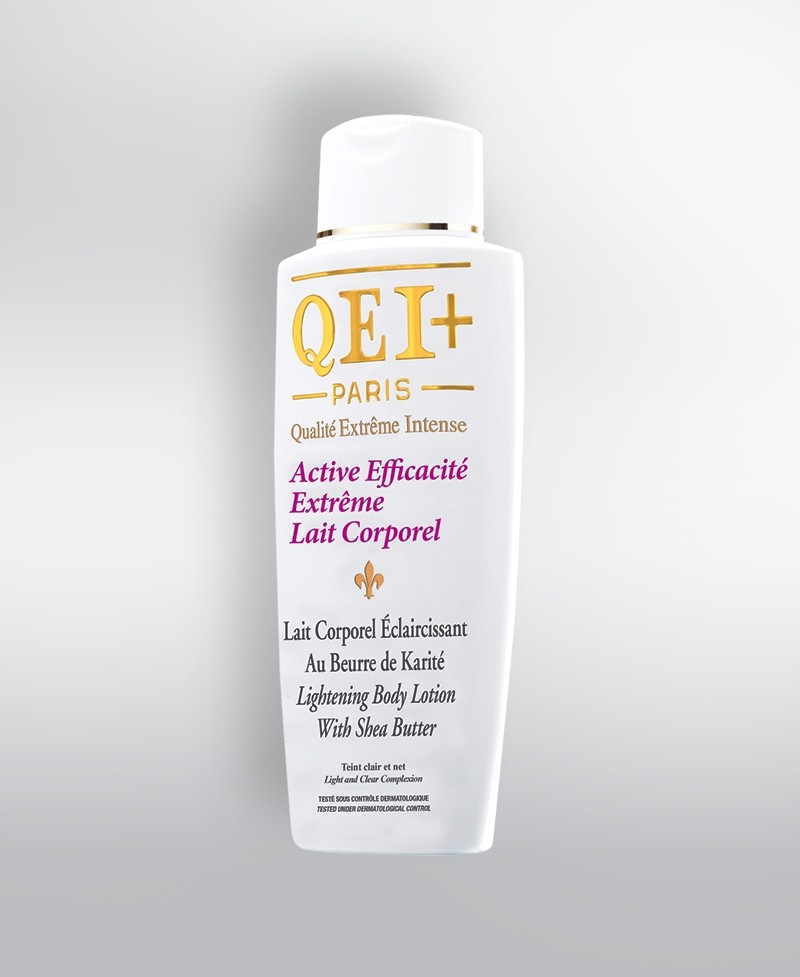 QEI+
PARIS
Qualité Extrême Intense
Active Efficacité
Extrême
Lait Corporel
Lait Corporel Éclaircissant
Au Beurre de Karité
Lightening Body Lotion
With Shea Butter
Teint clair et net
Light and Clear Complexion
TESTÉ SOUS CONTRÔLE DERMATOLOGIQUE
TESTED UNDER DERMATOLOGICAL CONTROL